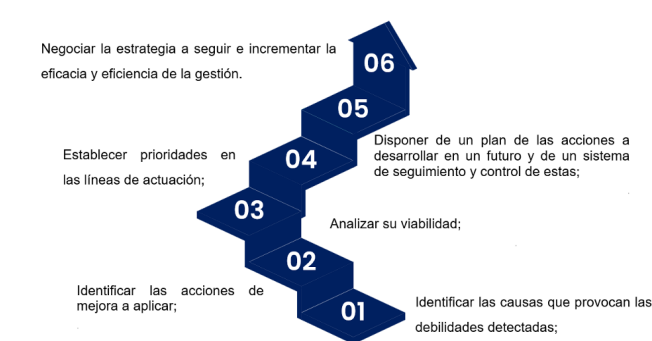 Negociar la estrategia a seguir e incrementar la
eficacia y eficiencia de la gestión.
06
05
Disponer de un plan de las acciones a
desarrollar en un futuro y de un sistema
de seguimiento y control de estas;
Establecer prioridades en
las líneas de actuación;
04
03
Analizar su viabilidad;
02
Identificar las acciones de
mejora a aplicar;
01
Identificar las causas que provocan las
debilidades detectadas;